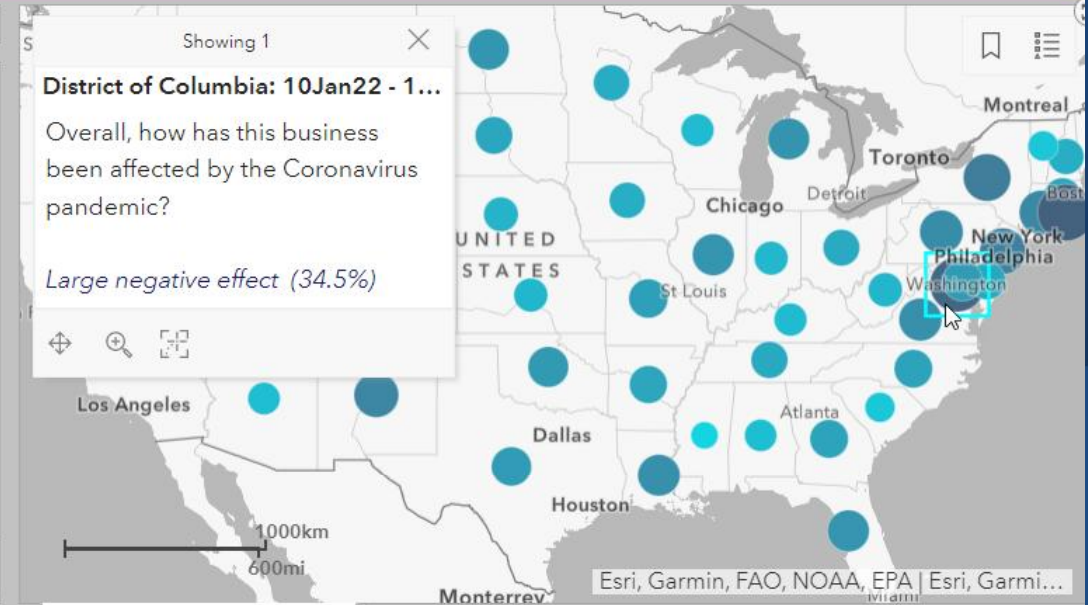 Showing 1
District of Columbia: 10Jan22 - 1...
Overall, how has this business
been affected by the Coronavirus
pandemic?
Large negative effect (34.5%)
Montreal
Toronto
Detroit
Chicago
Bost
New York
Philadelphia
Washington
UNITED
STATES
St Louis
Los Angeles
Atlanta
Dallas
Houston
1000km
600mi
Monterrey
Miami
Esri, Garmin, FAO, NOAA, EPA | Esri, Garmi...